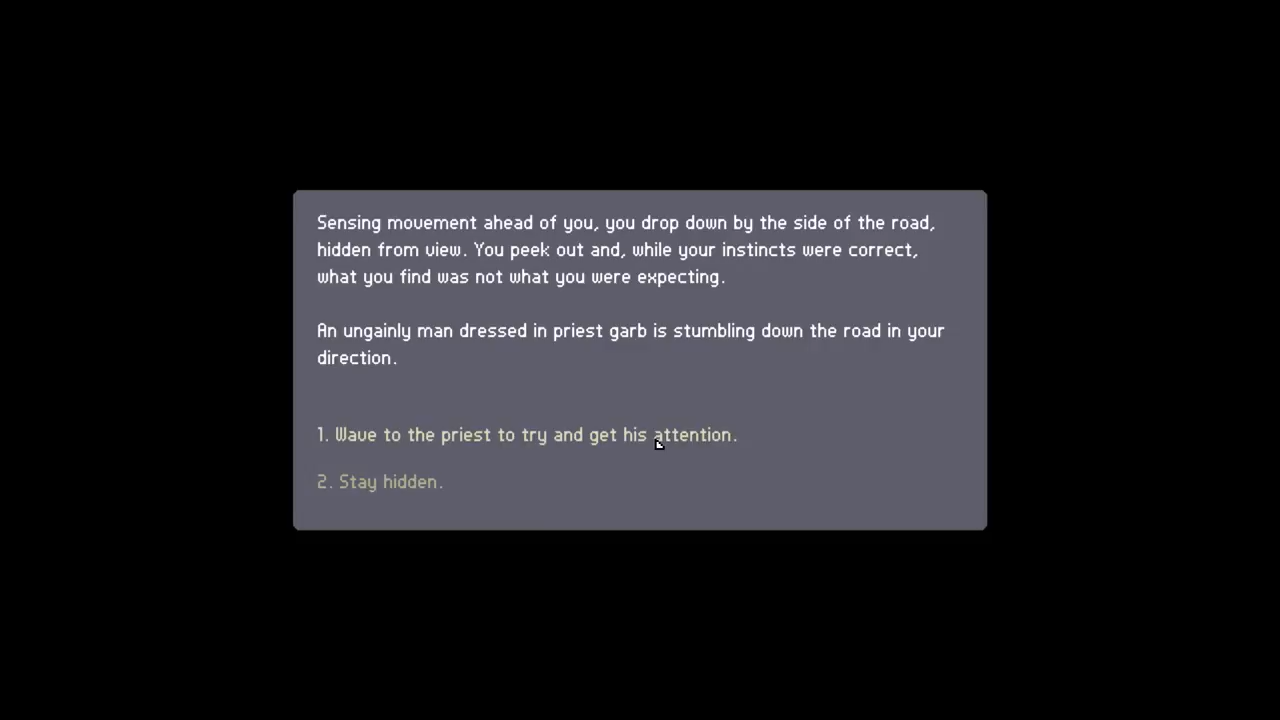 Sensing movement ahead of you, you drop down by the side of the road,
hidden from view. You peek out and, while your instincts were correct,
what you find was not what you were expecting.
An ungainly man dressed in priest garb is stumbling down the road in your
direction.
1. Wave to the priest to try and get his attention.
2. Stay hidden.